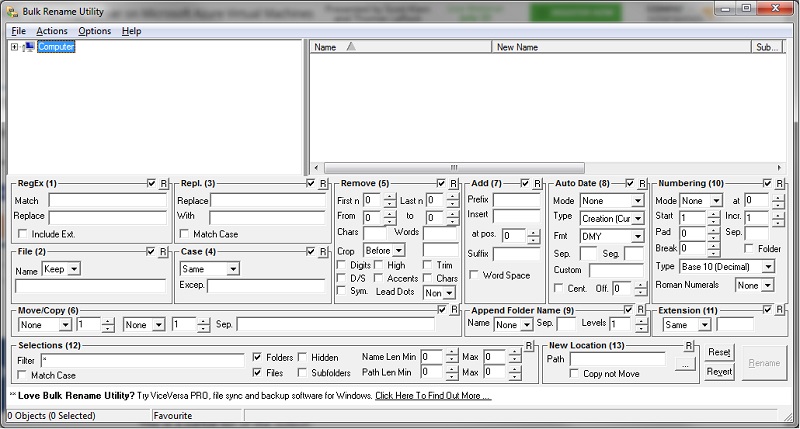 Bulk Rename Utility
File Actions Options Help
Computer
Name New Name Sub...
RegEx (1) R
Match
Replace
Include Ext.
Repl. (3) R
Replace
With
Match Case
Remove (5) R
First n 0 Last n 0
From 0 to 0
Chars Words
Crop Before
Digits High Trim
D/S Accents Chars
Sym. Lead Dots Non
Add (7) R
Prefix
Insert
at pos. 0
Suffix
Word Space
Auto Date (8) R
Mode None
Type Creation (Cur
Fmt DMY
Sep. Seg.
Custom
Cent. Off. 0
Numbering (10) R
Mode None at 0
Start 1 Incr. 1
Pad 0 Sep.
Break 0 Folder
Type Base 10 (Decimal)
Roman Numerals None
File (2) R
Name Keep
Case (4) R
Same
Excep.
Move/Copy (6) R
None 1 None 1 Sep.
Append Folder Name (9) R
Name None Sep. Levels 1
Extension (11) R
Same
Selections (12) R
Filter *
Match Case
Folders Hidden Name Len Min 0 Max 0
Files Subfolders Path Len Min 0 Max 0
New Location (13) R
Path ...
Copy not Move
Reset
Revert
Rename
** Love Bulk Rename Utility? Try ViceVersa PRO, file sync and backup software for Windows. Click Here To Find Out More ...
0 Objects (0 Selected) Favourite